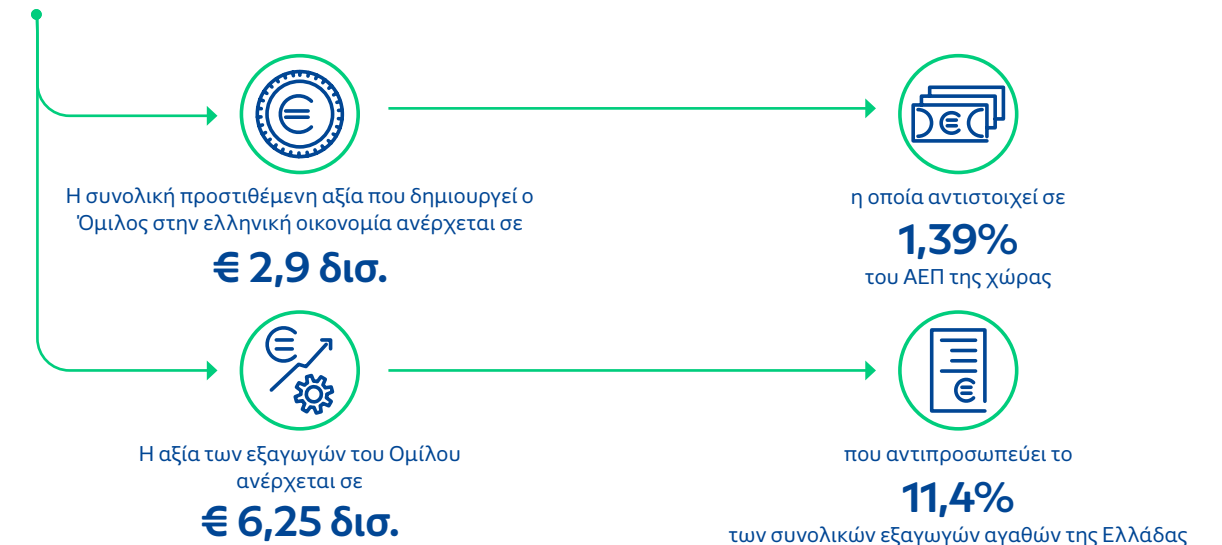 Η συνολική προστιθέμενη αξία που δημιουργεί ο
Όμιλος στην ελληνική οικονομία ανέρχεται σε
€ 2,9 δισ.
η οποία αντιστοιχεί σε
1,39%
του ΑΕΠ της χώρας
Η αξία των εξαγωγών του Ομίλου
ανέρχεται σε
€ 6,25 δισ.
που αντιπροσωπεύει το
11,4%
των συνολικών εξαγωγών αγαθών της Ελλάδας